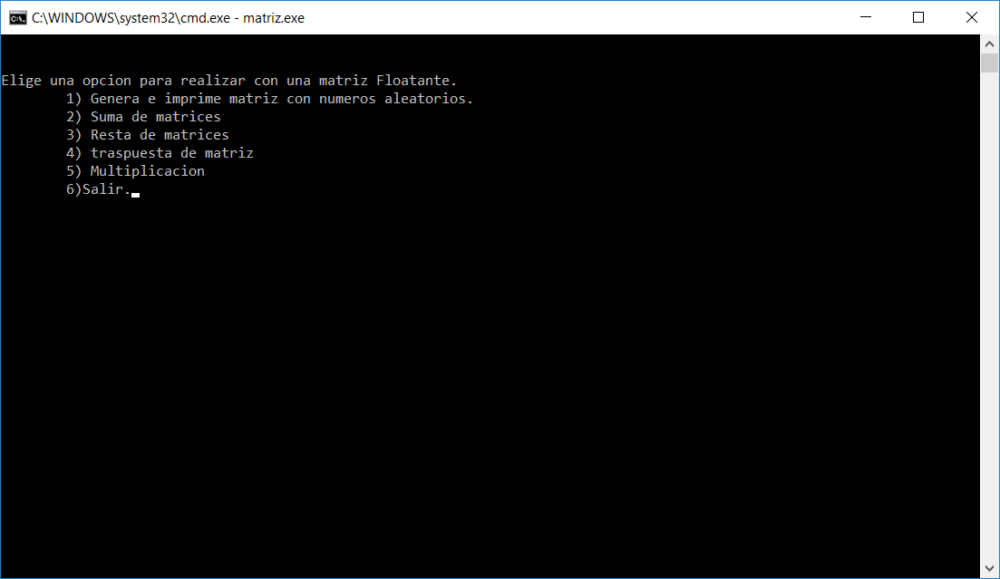 C:\WINDOWS\system32\cmd.exe - matriz.exe
Elige una opcion para realizar con una matriz Floatante.
1) Genera e imprime matriz con numeros aleatorios.
2) Suma de matrices
3) Resta de matrices
4) traspuesta de matriz
5) Multiplicacion
6)Salir.